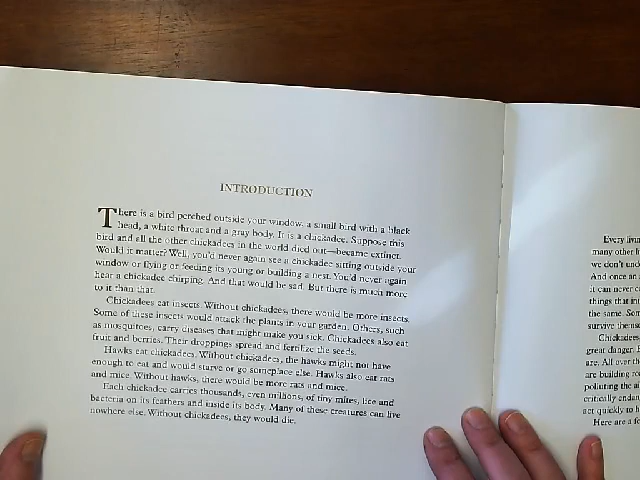 INTRODUCTION
There is a bird perched outside your window, a small bird with a black
head, a white throat and a gray body. It is a chickadee. Suppose this
bird and all the other chickadees in the world died out—became extinct.
Would it matter? Well, you'd never again see a chickadee sitting outside your
window or flying or feeding its young or building a nest. You'd never again
hear a chickadee chirping. And that would be sad. But there is much more
to it than that.
Chickadees eat insects. Without chickadees, there would be more insects.
Some of these insects would attack the plants in your garden. Others, such
as mosquitoes, carry diseases that might make you sick. Chickadees also eat
fruit and berries. Their droppings spread and fertilize the seeds.
Hawks eat chickadees. Without chickadees, the hawks might not have
enough to eat and would starve or go someplace else. Hawks also eat rats
and mice. Without hawks, there would be more rats and mice.
Each chickadee carries thousands, even millions, of tiny mites, lice and
bacteria on its feathers and inside its body. Many of these creatures can live
nowhere else. Without chickadees, they would die.
Every
many other
we don't
And once an
it can never
things that
the same. Some
survive
Chickadees,
great danger.
are. All over the
are building
polluting the
critically
act quickly to
Here are a